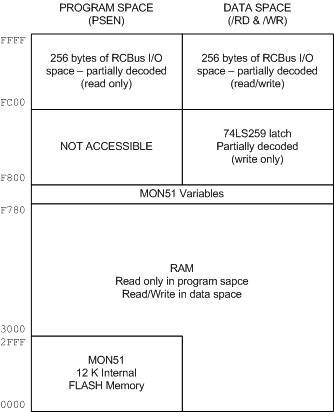 PROGRAM SPACE
(PSEN)
DATA SPACE
(/RD & /WR)
FFFF
256 bytes of RCBus I/O
space – partially decoded
(read only)
256 bytes of RCBus I/O
space – partially decoded
(read/write)
FC00
NOT ACCESSIBLE
74LS259 latch
Partially decoded
(write only)
F800
MON51 Variables
F780
RAM
Read only in program sapce
Read/Write in data space
3000
2FFF
MON51
12 K Internal
FLASH Memory
0000